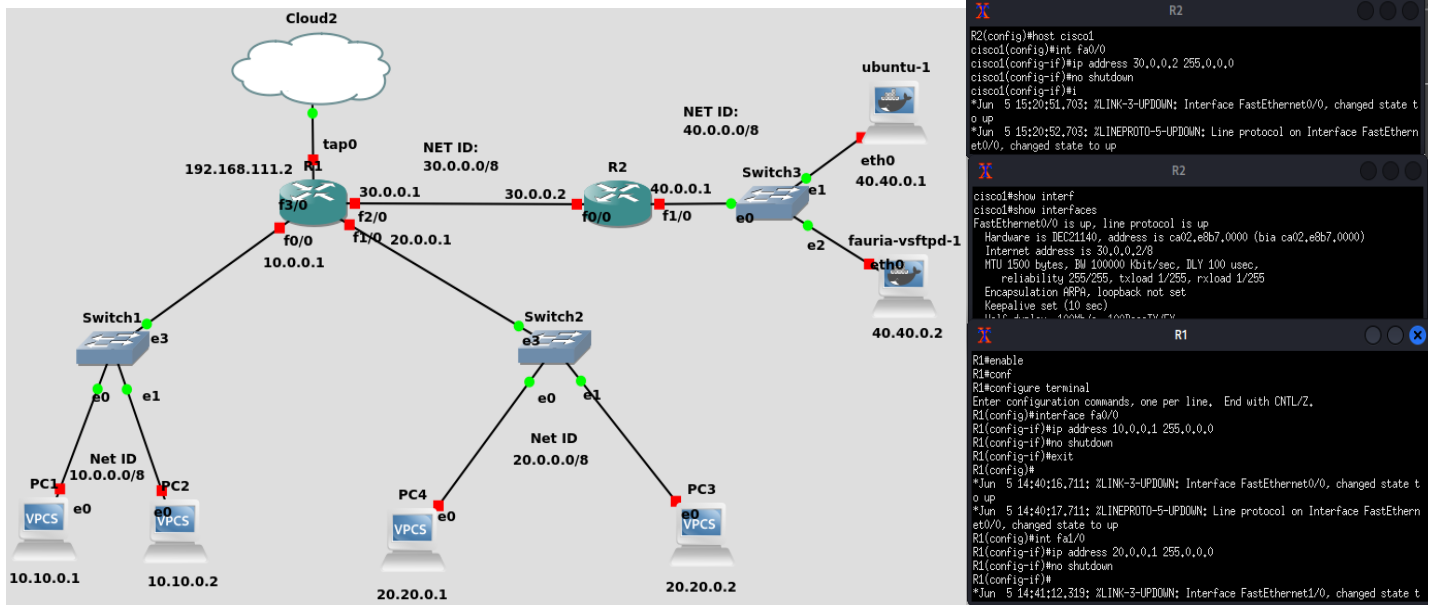 Cloud2
tap0
192.168.111.2
R1
f3/0
f0/0
10.0.0.1
30.0.0.1
f2/0
f1/0
20.0.0.1
NET ID:
30.0.0.0/8
30.0.0.2
R2
f0/0
40.0.0.1
f1/0
NET ID:
40.0.0.0/8
Switch3
e0
e1
e2
ubuntu-1
eth0
40.40.0.1
fauria-vsftpd-1
eth0
40.40.0.2
Switch1
e3
e0
e1
Net ID
10.0.0.0/8
PC1
e0
VPCS
10.10.0.1
PC2
e0
VPCS
10.10.0.2
Switch2
e3
e0
e1
Net ID
20.0.0.0/8
PC4
e0
VPCS
20.20.0.1
PC3
e0
VPCS
20.20.0.2
R2
R2(config)#host cisco1
cisco1(config)#int fa0/0
cisco1(config-if)#ip address 30.0.0.2 255.0.0.0
cisco1(config-if)#no shutdown
cisco1(config-if)#i
*Jun  5 15:20:51.703: %LINK-3-UPDOWN: Interface FastEthernet0/0, changed state t
o up
*Jun  5 15:20:52.703: %LINEPROTO-5-UPDOWN: Line protocol on Interface FastEthern
et0/0, changed state to up
R2
cisco1#show interf
cisco1#show interfaces
FastEthernet0/0 is up, line protocol is up
Hardware is DEC21140, address is ca02.e8b7.0000 (bia ca02.e8b7.0000)
Internet address is 30.0.0.2/8
MTU 1500 bytes, BW 100000 Kbit/sec, DLY 100 usec,
reliability 255/255, txload 1/255, rxload 1/255
Encapsulation ARPA, loopback not set
Keepalive set (10 sec)
R1
R1#enable
R1#conf
R1#configure terminal
Enter configuration commands, one per line.  End with CNTL/Z.
R1(config)#interface fa0/0
R1(config-if)#ip address 10.0.0.1 255.0.0.0
R1(config-if)#no shutdown
R1(config-if)#exit
R1(config)#
*Jun  5 14:40:16.711: %LINK-3-UPDOWN: Interface FastEthernet0/0, changed state t
o up
*Jun  5 14:40:17.711: %LINEPROTO-5-UPDOWN: Line protocol on Interface FastEthern
et0/0, changed state to up
R1(config)#int fa1/0
R1(config-if)#ip address 20.0.0.1 255.0.0.0
R1(config-if)#no shutdown
R1(config-if)#
*Jun  5 14:41:12.319: %LINK-3-UPDOWN: Interface FastEthernet1/0, changed state t